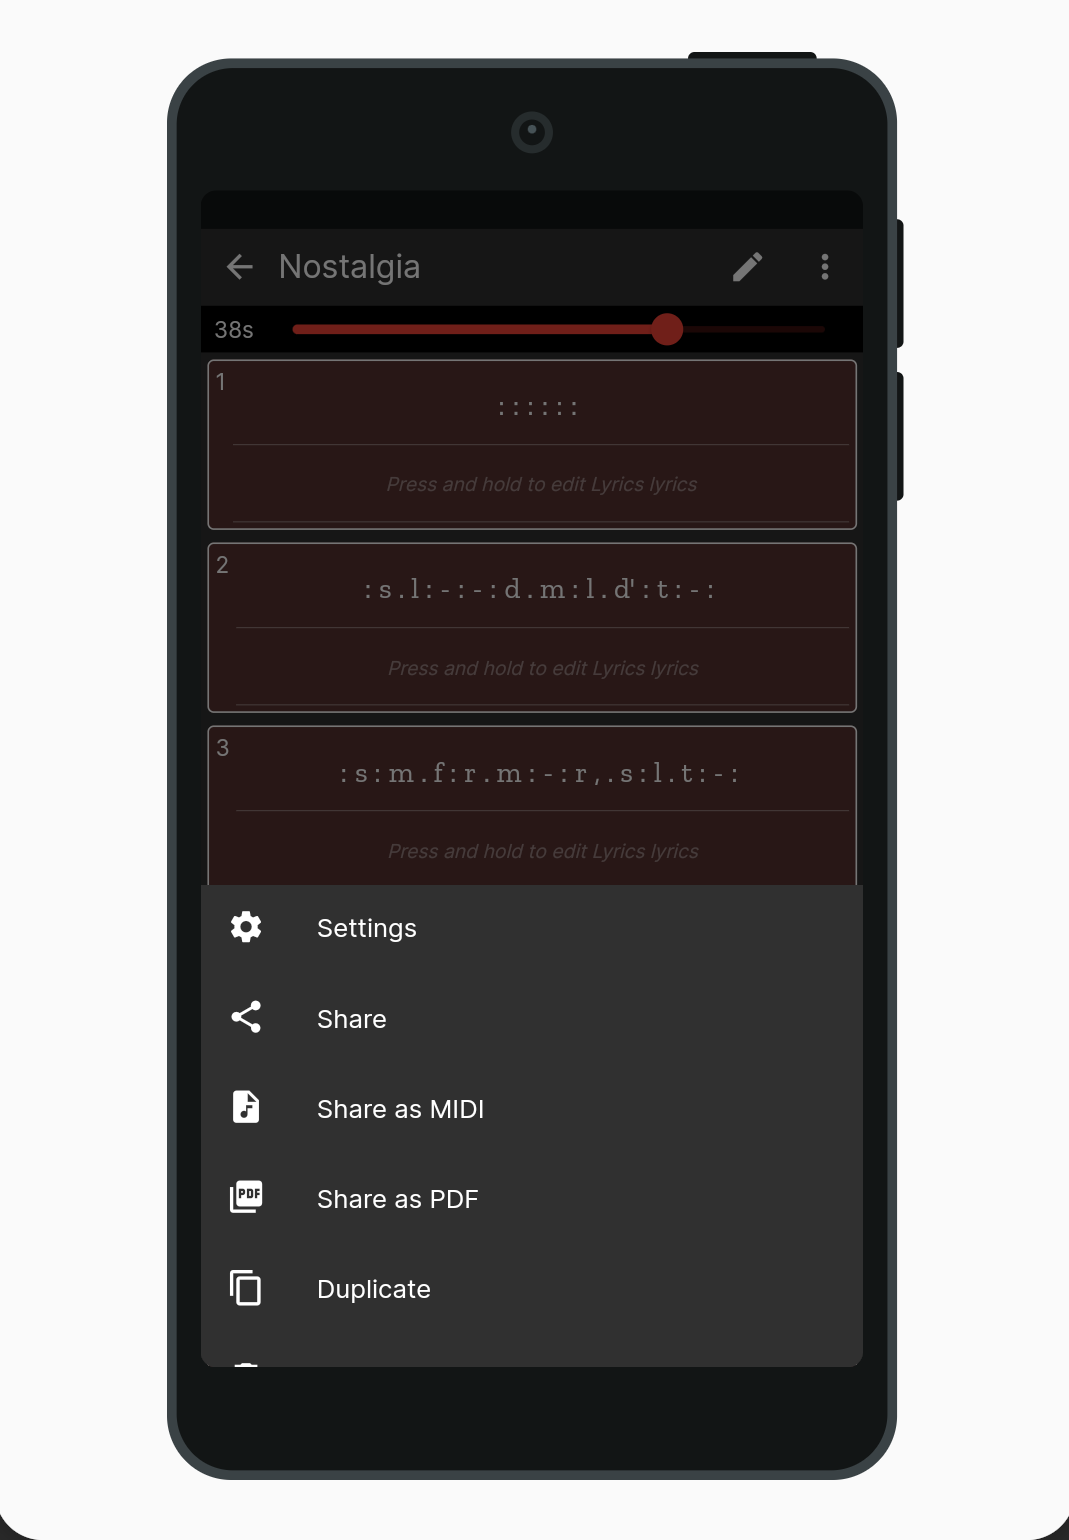 Nostalgia
38s
1
: : : : : :
Press and hold to edit Lyrics lyrics
2
: s . l : - : - : d . m : l . d' : t : - :
Press and hold to edit Lyrics lyrics
3
: s : m . f : r . m : - : r , . s : l . t : - :
Press and hold to edit Lyrics lyrics
Settings
Share
Share as MIDI
PDF Share as PDF
Duplicate